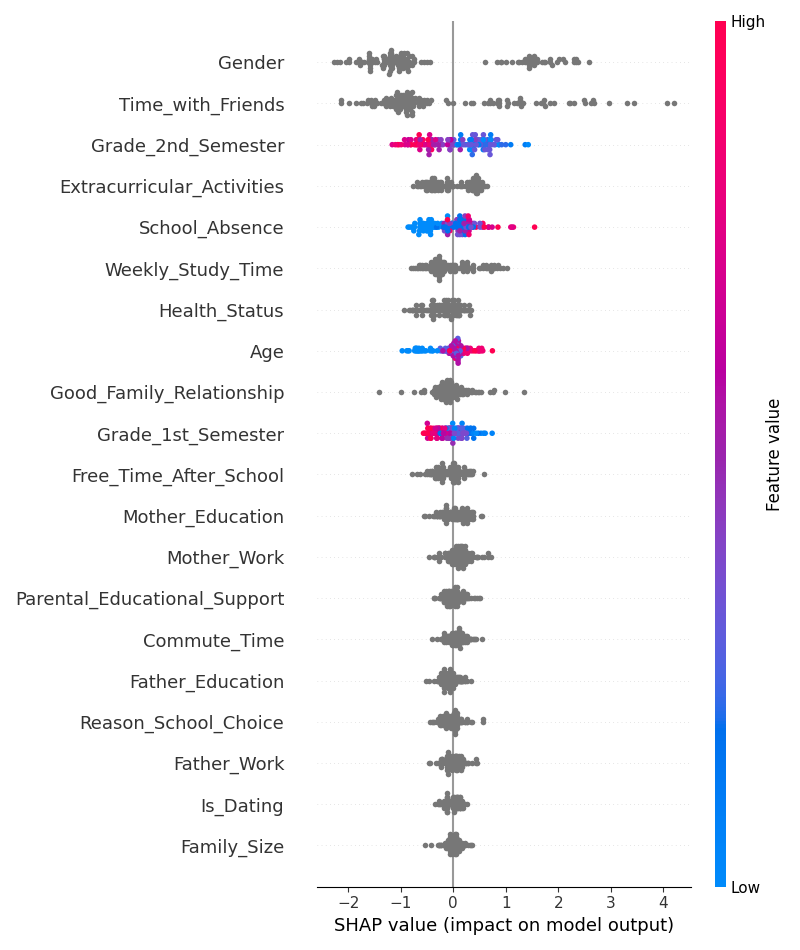 High
Gender
Time_with_Friends
Grade_2nd_Semester
Extracurricular_Activities
School_Absence
Weekly_Study_Time
Health_Status
Age
Good_Family_Relationship
Grade_1st_Semester
Free_Time_After_School
Mother_Education
Mother_Work
Parental_Educational_Support
Commute_Time
Father_Education
Reason_School_Choice
Father_Work
Is_Dating
Family_Size
Feature value
Low
−2 −1 0 1 2 3 4
SHAP value (impact on model output)